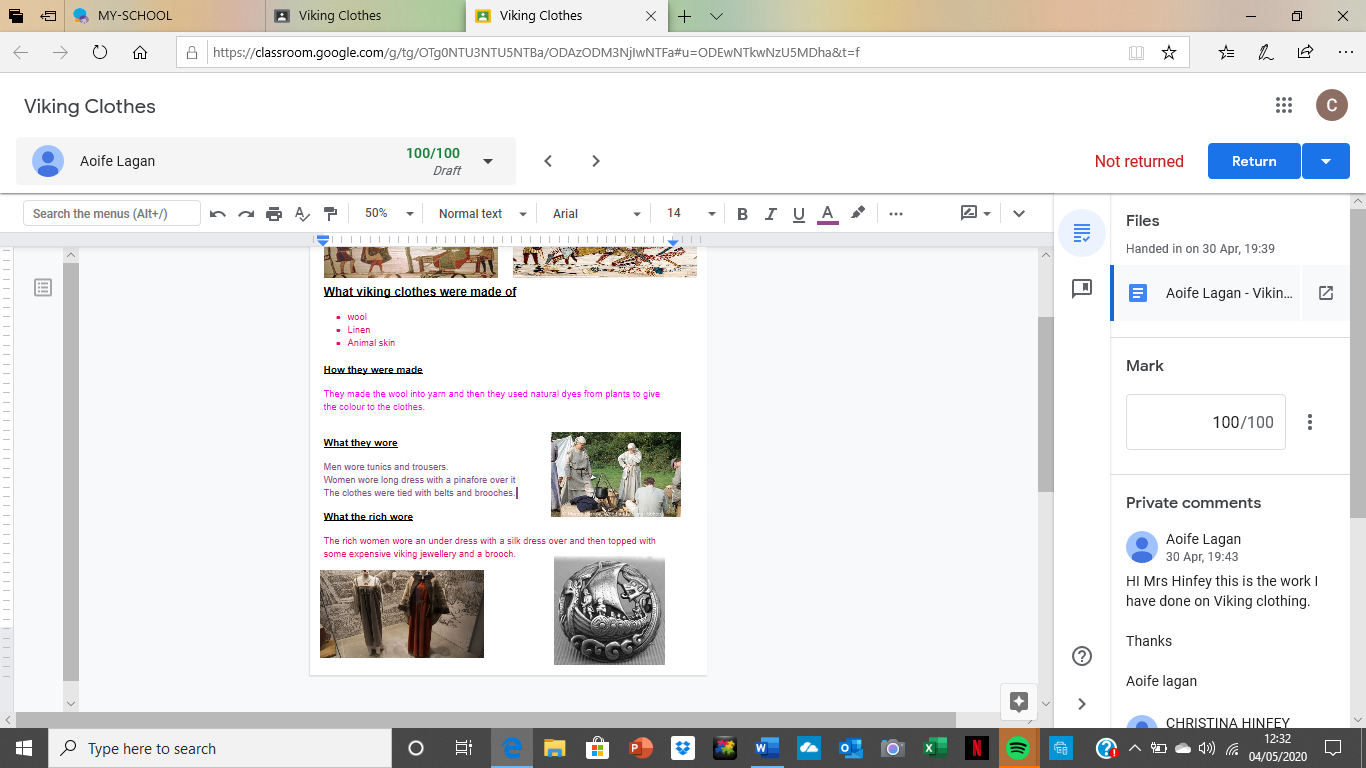 MY-SCHOOL
Viking Clothes
Viking Clothes
https://classroom.google.com/g/tg/OTg0NTU3NTU5NTBa/ODAzODM3NjIwNTFa#u=ODEwNTkwNzU5MDha&t=f
Viking Clothes
C
Aoife Lagan
100/100
Draft
Not returned
Return
Search the menus (Alt+/)
50%
Normal text
Arial
14
B I U A
Files
Handed in on 30 Apr, 19:39
Aoife Lagan - Vikin...
Mark
100/100
Private comments
Aoife Lagan
30 Apr, 19:43
HI Mrs Hinfey this is the work I
have done on Viking clothing.
Thanks
Aoife lagan
CHRISTINA HINFEY
What viking clothes were made of
wool
Linen
Animal skin
How they were made
They made the wool into yarn and then they used natural dyes from plants to give
the colour to the clothes.
What they wore
Men wore tunics and trousers.
Women wore long dress with a pinafore over it
The clothes were tied with belts and brooches.
What the rich wore
The rich women wore an under dress with a silk dress over and then topped with
some expensive viking jewellery and a brooch.
Type here to search
12:32
04/05/2020